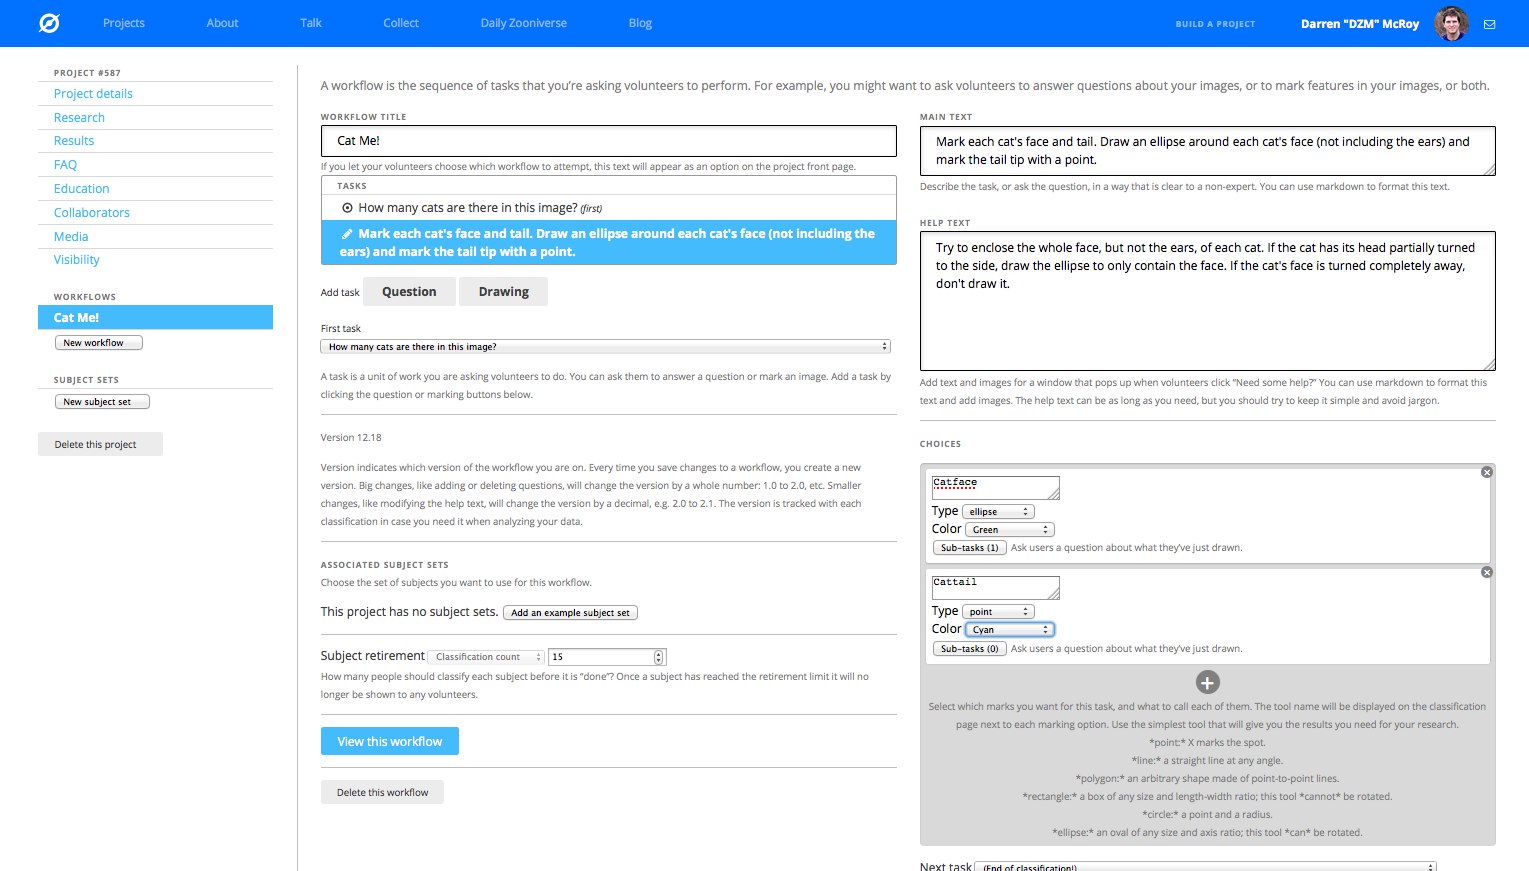 Projects About Talk Collect Daily Zooniverse Blog BUILD A PROJECT Darren "DZM" McRoy
PROJECT #587
Project details
Research
Results
FAQ
Education
Collaborators
Media
Visibility
WORKFLOWS
Cat Me!
New workflow
SUBJECT SETS
New subject set
Delete this project
A workflow is the sequence of tasks that you're asking volunteers to perform. For example, you might want to ask volunteers to answer questions about your images, or to mark features in your images, or both.
WORKFLOW TITLE
Cat Me!
If you let your volunteers choose which workflow to attempt, this text will appear as an option on the project front page.
TASKS
How many cats are there in this image? (first)
Mark each cat's face and tail. Draw an ellipse around each cat's face (not including the
ears) and mark the tail tip with a point.
Add task Question Drawing
First task
How many cats are there in this image?
A task is a unit of work you are asking volunteers to do. You can ask them to answer a question or mark an image. Add a task by
clicking the question or marking buttons below.
Version 12.18
Version indicates which version of the workflow you are on. Every time you save changes to a workflow, you create a new
version. Big changes, like adding or deleting questions, will change the version by a whole number: 1.0 to 2.0, etc. Smaller
changes, like modifying the help text, will change the version by a decimal, e.g. 2.0 to 2.1. The version is tracked with each
classification in case you need it when analyzing your data.
ASSOCIATED SUBJECT SETS
Choose the set of subjects you want to use for this workflow.
This project has no subject sets. Add an example subject set
Subject retirement Classification count 15
How many people should classify each subject before it is "done"? Once a subject has reached the retirement limit it will no
longer be shown to any volunteers.
View this workflow
Delete this workflow
MAIN TEXT
Mark each cat's face and tail. Draw an ellipse around each cat's face (not including the ears) and
mark the tail tip with a point.
Describe the task, or ask the question, in a way that is clear to a non-expert. You can use markdown to format this text.
HELP TEXT
Try to enclose the whole face, but not the ears, of each cat. If the cat has its head partially turned
to the side, draw the ellipse to only contain the face. If the cat's face is turned completely away,
don't draw it.
Add text and images for a window that pops up when volunteers click "Need some help?" You can use markdown to format this
text and add images. The help text can be as long as you need, but you should try to keep it simple and avoid jargon.
CHOICES
Catface
Type ellipse
Color Green
Sub-tasks (1) Ask users a question about what they've just drawn.
Cattail
Type point
Color Cyan
Sub-tasks (0) Ask users a question about what they've just drawn.
Select which marks you want for this task, and what to call each of them. The tool name will be displayed on the classification
page next to each marking option. Use the simplest tool that will give you the results you need for your research.
*point:* X marks the spot.
*line:* a straight line at any angle.
*polygon:* an arbitrary shape made of point-to-point lines.
*rectangle:* a box of any size and length-width ratio; this tool *cannot* be rotated.
*circle:* a point and a radius.
*ellipse:* an oval of any size and axis ratio; this tool *can* be rotated.
Next task (End of classification!)